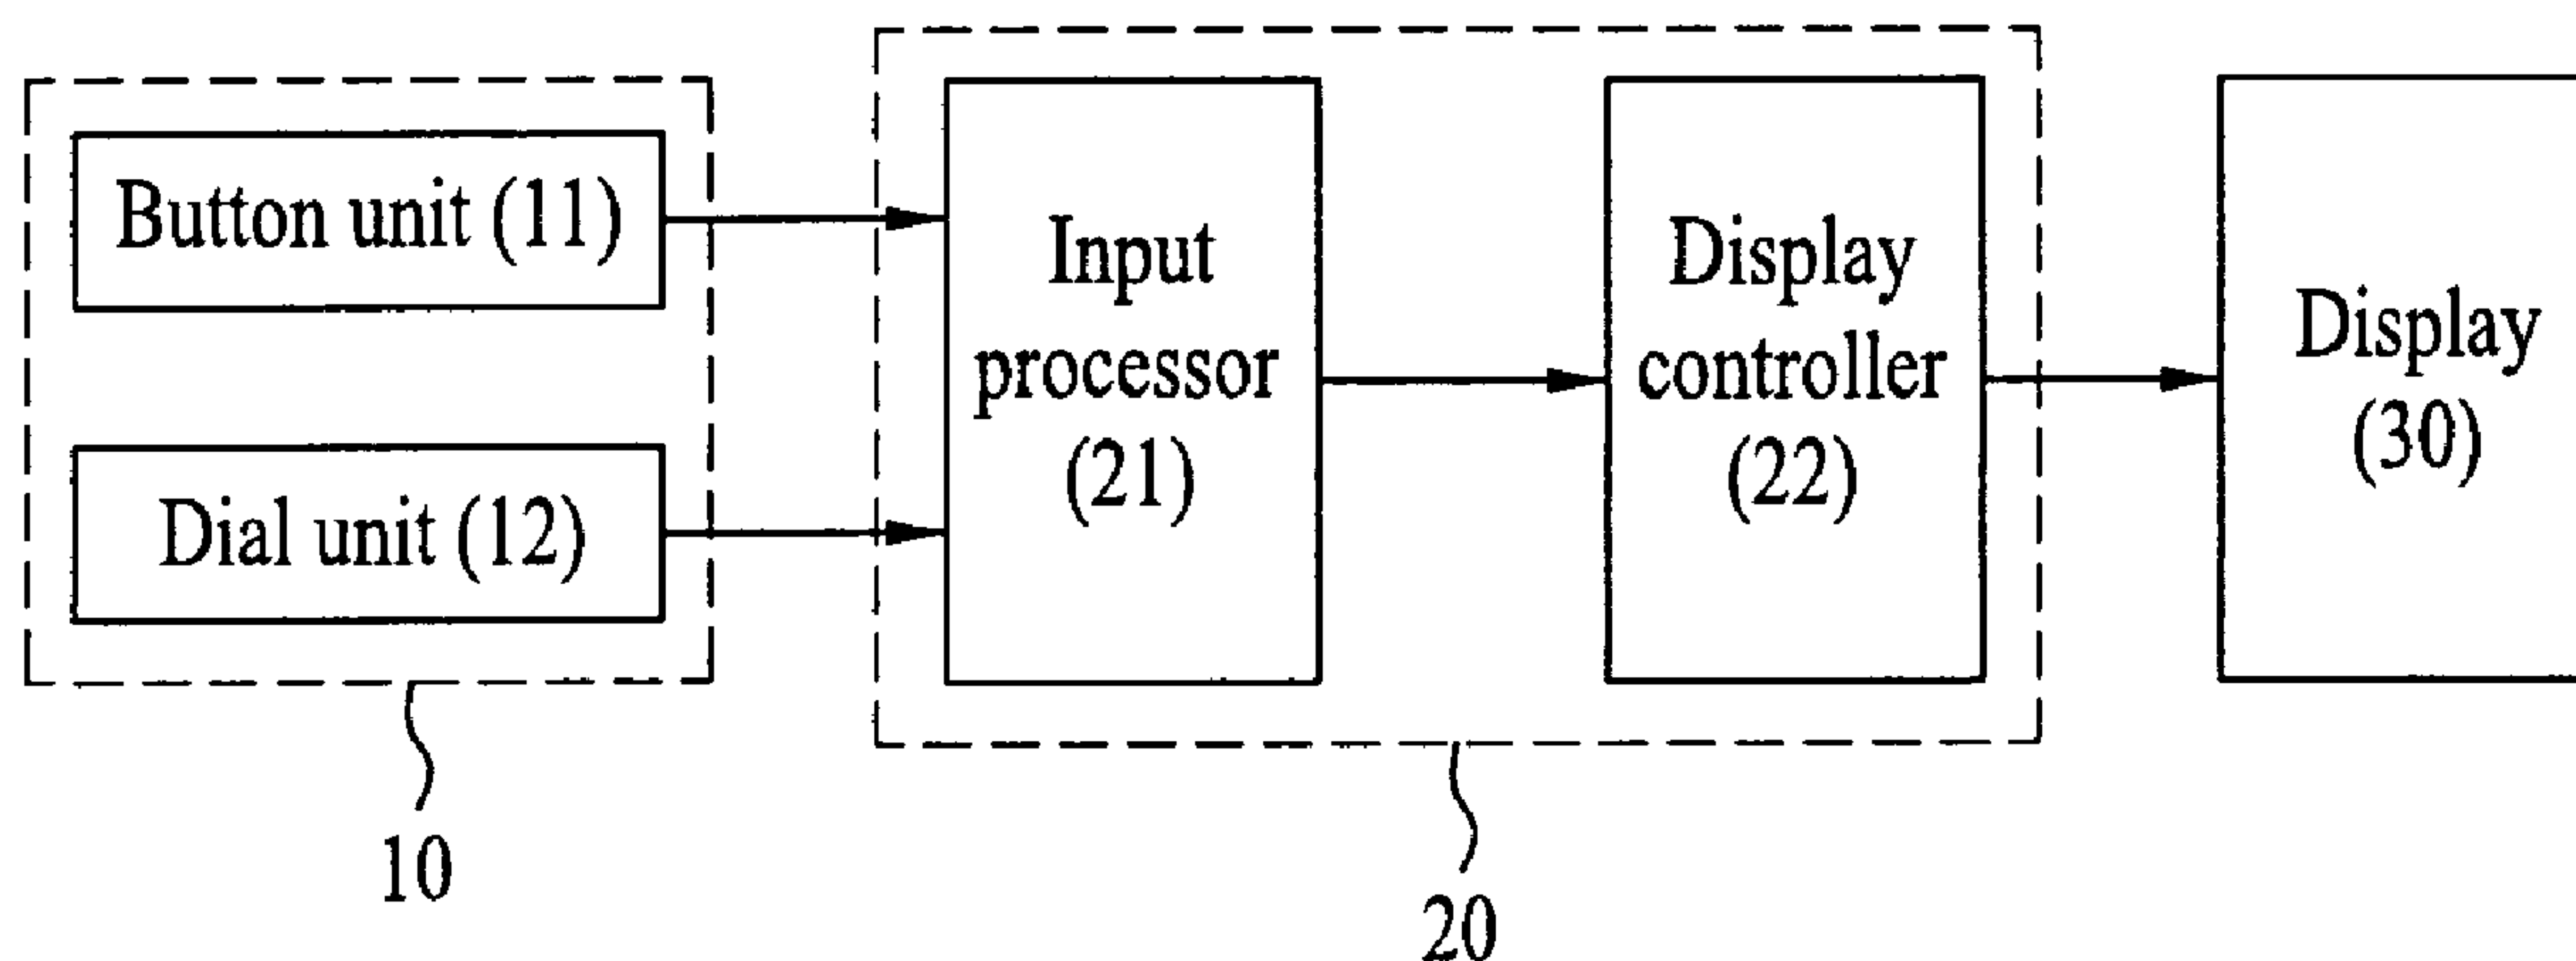 Button unit (11)
Dial unit (12)
Input
processor
(21)
Display
controller
(22)
Display
(30)
10
20